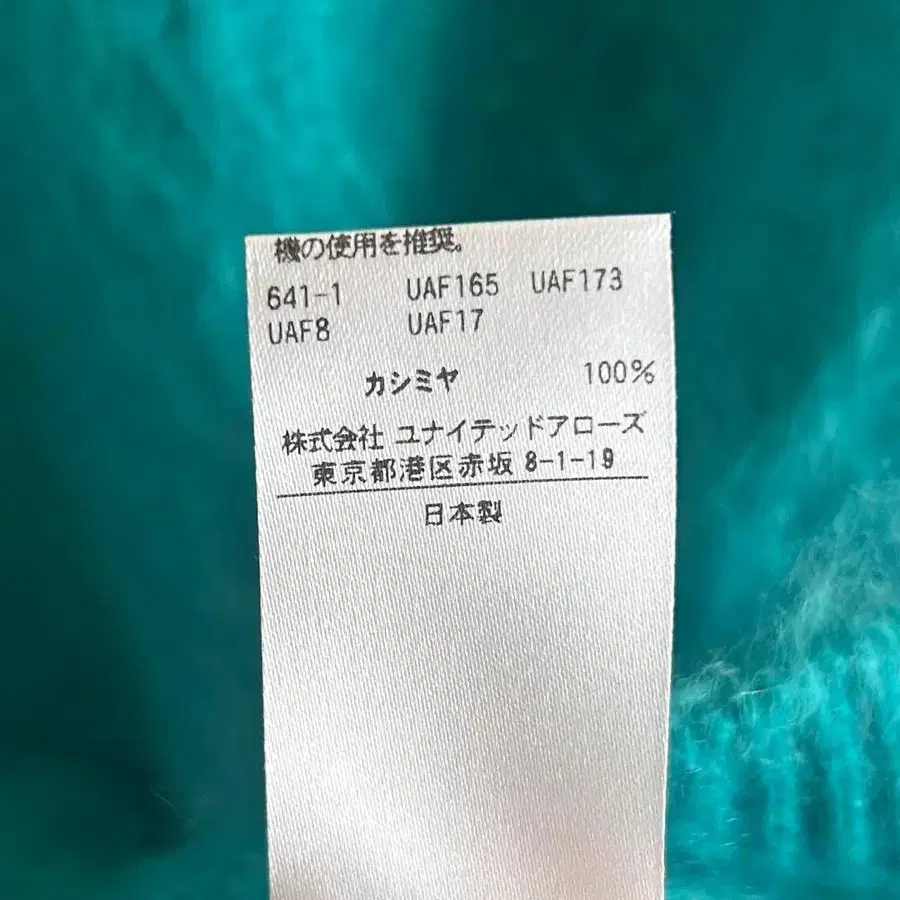 機の使用を推奨。
641-1 UAF165 UAF173
UAF8 UAF17
カシミヤ 100%
株式会社 ユナイテッドアローズ
東京都港区赤坂 8-1-19
日本製